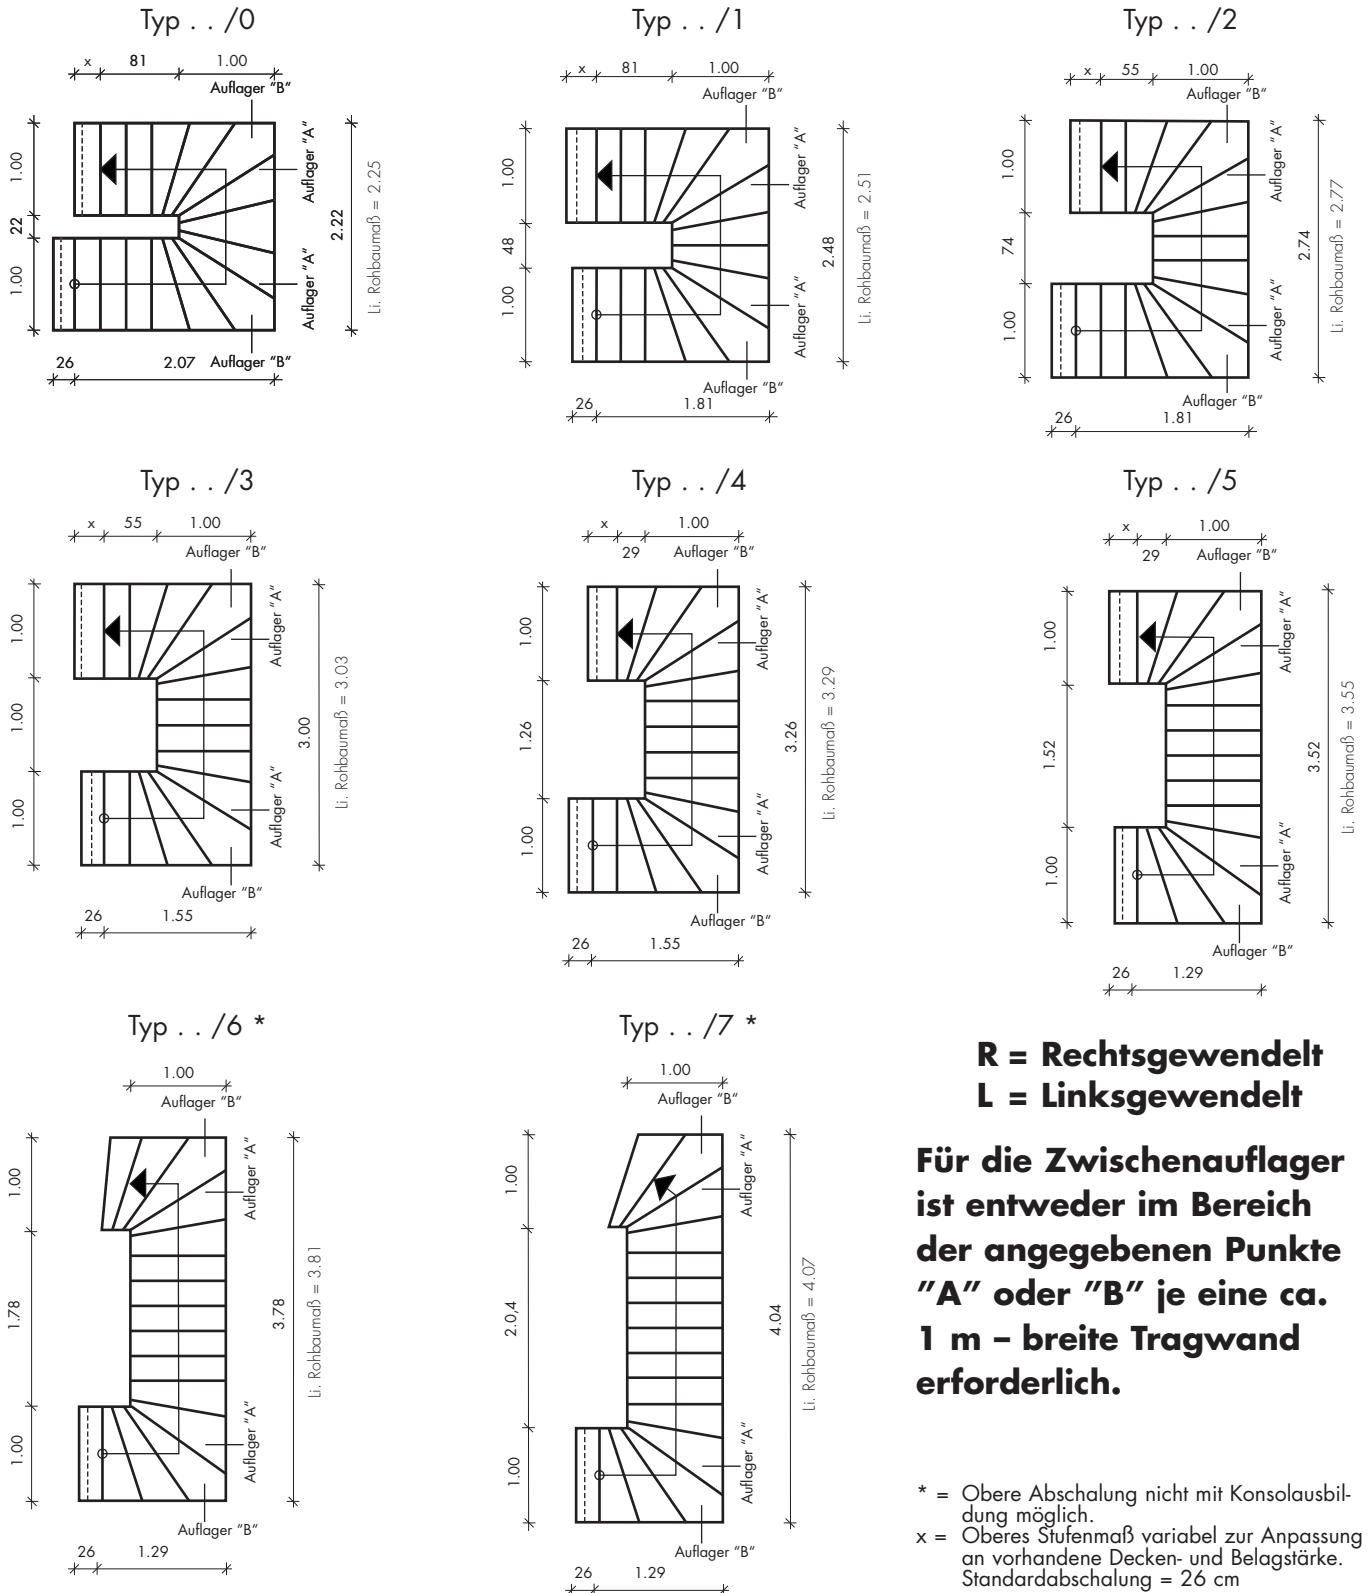 Typ . . /0
x 81 1.00
Auflager "B"
1.00
22
1.00
Auflager "A"
Auflager "A"
2.22
Li. Rohbaumaß = 2.25
26 2.07 Auflager "B"
Typ . . /1
x 81 1.00
Auflager "B"
1.00
48
1.00
Auflager "A"
Auflager "A"
2.48
Li. Rohbaumaß = 2.51
Auflager "B"
26 1.81
Typ . . /2
x 55 1.00
Auflager "B"
1.00
74
1.00
Auflager "A"
Auflager "A"
2.74
Li. Rohbaumaß = 2.77
Auflager "B"
26 1.81
Typ . . /3
x 55 1.00
Auflager "B"
1.00
1.00
1.00
Auflager "A"
Auflager "A"
3.00
Li. Rohbaumaß = 3.03
Auflager "B"
26 1.55
Typ . . /4
x 1.00
29 Auflager "B"
1.00
1.26
1.00
Auflager "A"
Auflager "A"
3.26
Li. Rohbaumaß = 3.29
Auflager "B"
26 1.55
Typ . . /5
x 1.00
29 Auflager "B"
1.00
1.52
1.00
Auflager "A"
Auflager "A"
3.52
Li. Rohbaumaß = 3.55
Auflager "B"
26 1.29
Typ . . /6 *
1.00
Auflager "B"
1.00
1.78
1.00
Auflager "A"
Auflager "A"
3.78
Li. Rohbaumaß = 3.81
Auflager "B"
26 1.29
Typ . . /7 *
1.00
Auflager "B"
1.00
2.0,4
1.00
Auflager "A"
Auflager "A"
4.04
Li. Rohbaumaß = 4.07
Auflager "B"
26 1.29
R = Rechtsgewendelt
L = Linksgewendelt
Für die Zwischenauflager
ist entweder im Bereich
der angegebenen Punkte
"A" oder "B" je eine ca.
1 m – breite Tragwand
erforderlich.
* = Obere Abschalung nicht mit Konsolausbil-
dung möglich.
x = Oberes Stufenmaß variabel zur Anpassung
an vorhandene Decken- und Belagstärke.
Standardabschalung = 26 cm